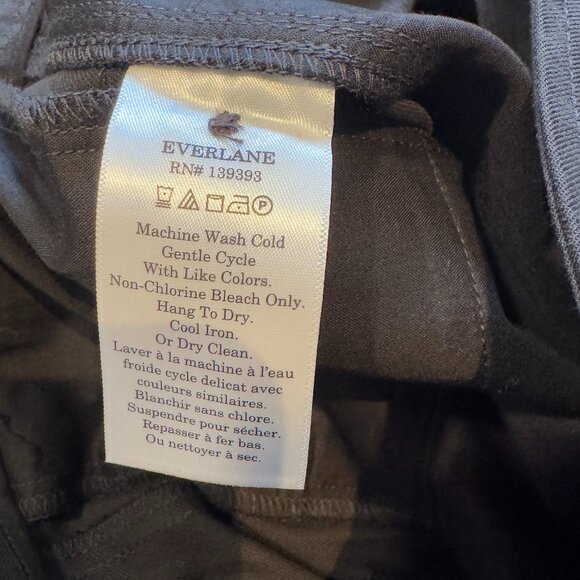 EVERLANE
RN# 139393
P
Machine Wash Cold
Gentle Cycle
With Like Colors.
Non-Chlorine Bleach Only.
Hang To Dry.
Cool Iron.
Or Dry Clean.
Laver à la machine à l'eau
froide cycle delicat avec
couleurs similaires.
Blanchir sans chlore.
Suspendre pour sécher.
Repasser à fer bas.
Ou nettoyer à sec.